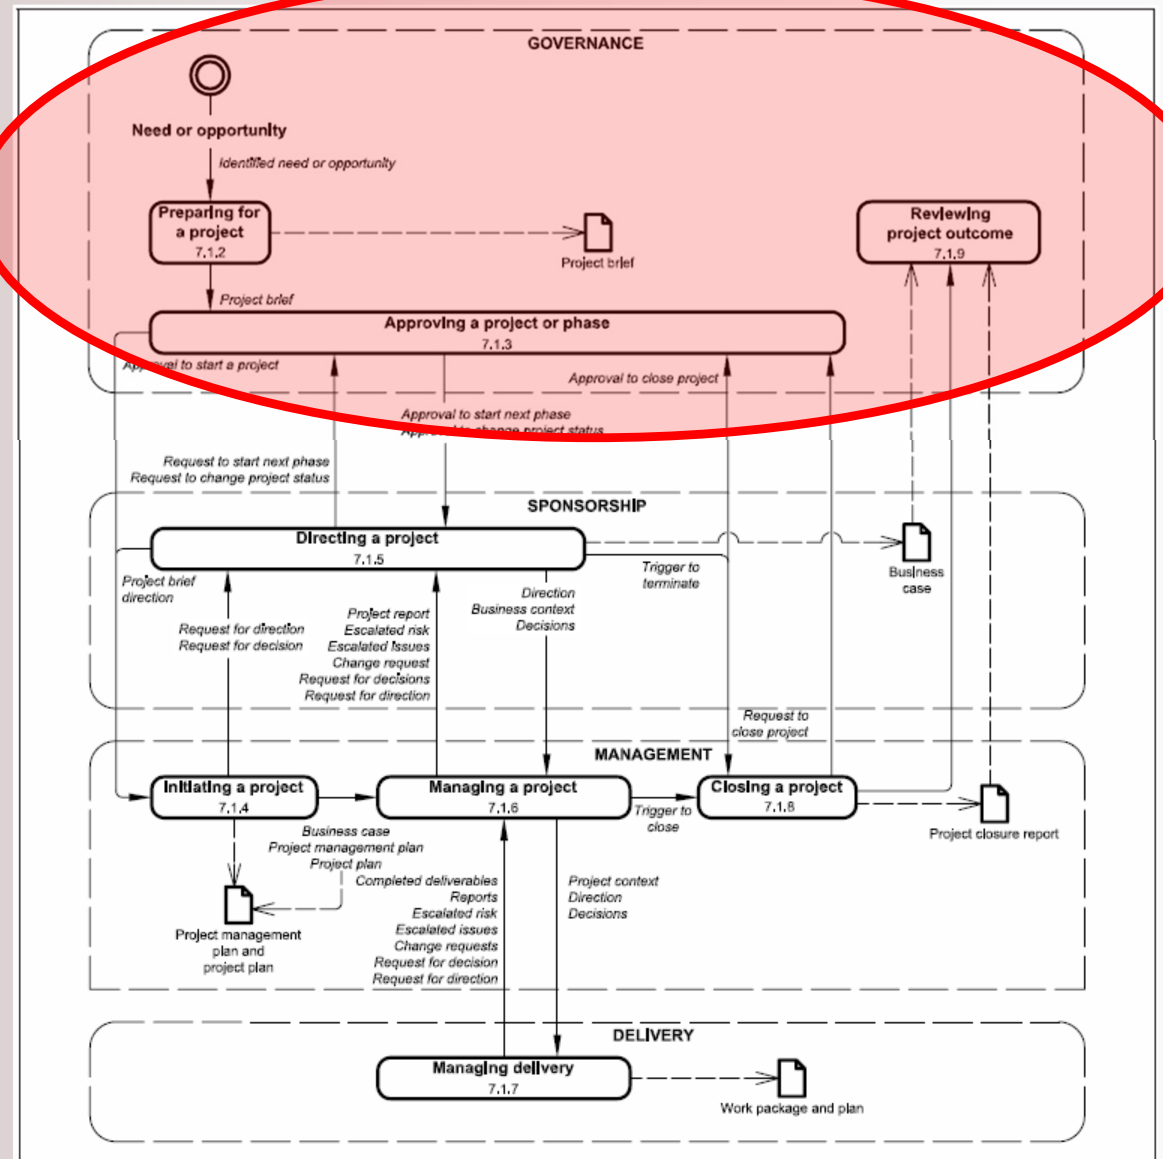 GOVERNANCE
Need or opportunity
Identified need or opportunity
Preparing for
a project
7.1.2
Project brief
Reviewing
project outcome
7.1.9
Project brief
Approving a project or phase
7.1.3
Approval to start a project
Approval to close project
Approval to start next phase
Approval to change project status
Request to start next phase
Request to change project status
SPONSORSHIP
Directing a project
7.1.5
Project brief
direction
Trigger to
terminate
Business
case
Direction
Business context
Decisions
Request for direction
Request for decision
Project report
Escalated risk
Escalated issues
Change request
Request for decisions
Request for direction
Request to
close project
MANAGEMENT
Initiating a project
7.1.4
Managing a project
7.1.6
Trigger to
close
Closing a project
7.1.8
Project closure report
Business case
Project management plan
Project plan
Project management
plan and
project plan
Completed deliverables
Reports
Escalated risk
Escalated issues
Change requests
Request for decision
Request for direction
Project context
Direction
Decisions
DELIVERY
Managing delivery
7.1.7
Work package and plan